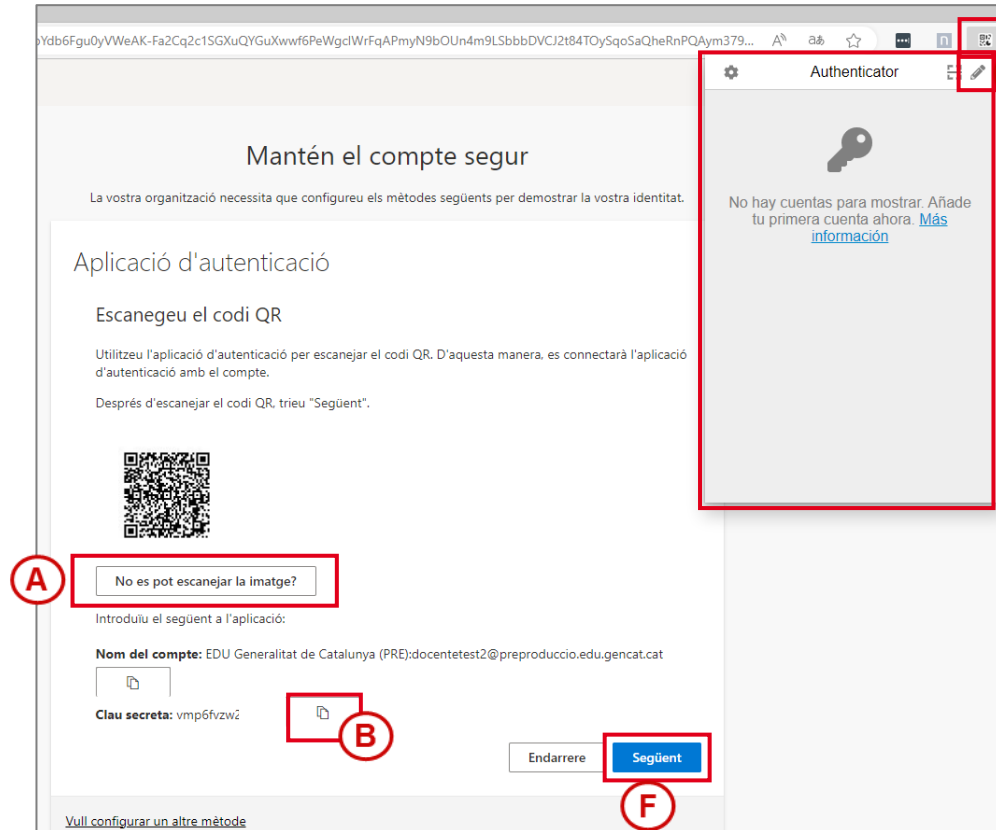 Authenticator
No hay cuentas para mostrar. Añade
tu primera cuenta ahora. Más
información
Mantén el compte segur
La vostra organització necessita que configureu els mètodes següents per demostrar la vostra identitat.
Aplicació d'autenticació
Escanegeu el codi QR
Utilitzeu l'aplicació d'autenticació per escanejar el codi QR. D'aquesta manera, es connectarà l'aplicació
d'autenticació amb el compte.
Després d'escanejar el codi QR, trieu "Següent".
A
No es pot escanejar la imatge?
Introduïu el següent a l'aplicació:
Nom del compte: EDU Generalitat de Catalunya (PRE):docentetest2@preproduccio.edu.gencat.cat
Clau secreta: vmp6fvzw2
B
Endarrere
Següent
F
Vull configurar un altre mètode